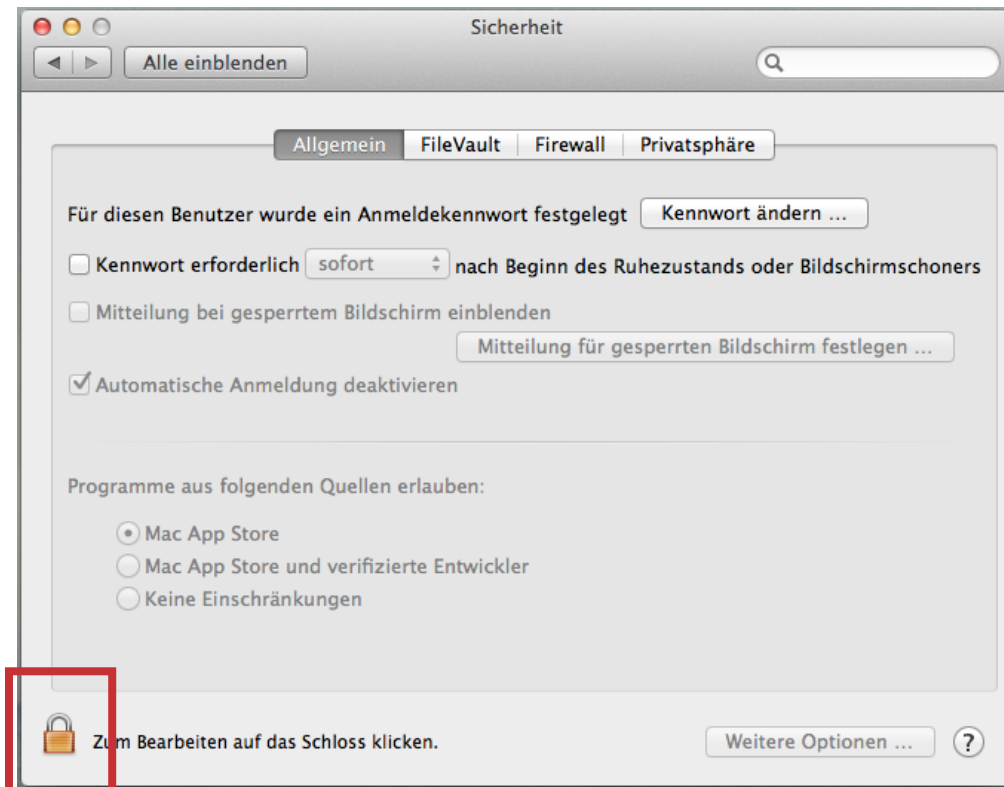 Sicherheit
Alle einblenden
Allgemein FileVault Firewall Privatsphäre
Für diesen Benutzer wurde ein Anmeldekennwort festgelegt Kennwort ändern ...
Kennwort erforderlich sofort nach Beginn des Ruhezustands oder Bildschirmschoners
Mitteilung bei gesperrtem Bildschirm einblenden
Mitteilung für gesperrten Bildschirm festlegen ...
Automatische Anmeldung deaktivieren
Programme aus folgenden Quellen erlauben:
Mac App Store
Mac App Store und verifizierte Entwickler
Keine Einschränkungen
Zum Bearbeiten auf das Schloss klicken. Weitere Optionen ... ?